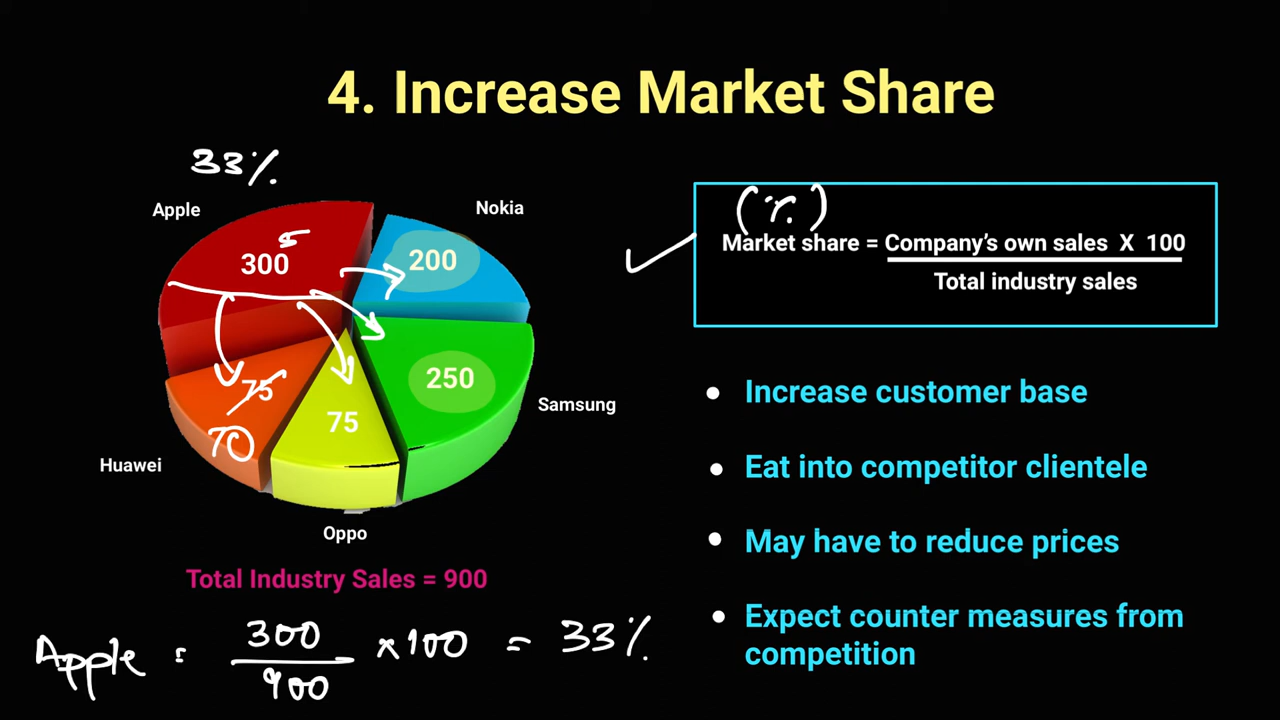 4. Increase Market Share
33%
Apple
Nokia
300
5
200
75
70
75
250
Samsung
Huawei
Oppo
Total Industry Sales = 900
Apple = 300/900 ×100 = 33%
(%)
Market share = Company's own sales X 100
Total industry sales
• Increase customer base
• Eat into competitor clientele
• May have to reduce prices
• Expect counter measures from
competition